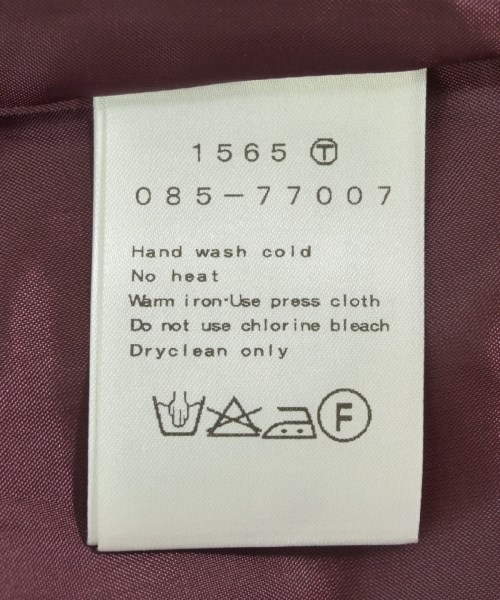 1565 Ⓣ
085-77007
Hand wash cold
No heat
Warm iron·Use press cloth
Do not use chlorine bleach
Dryclean only
F